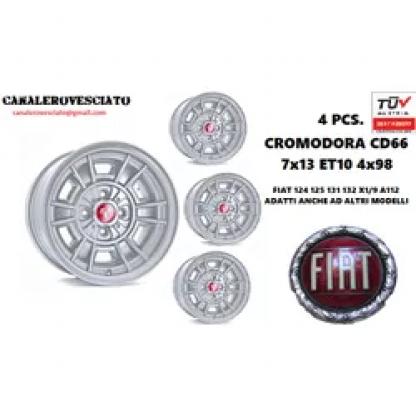 CANALEROVESCIATO
canalerovesciato@gmail.com
TÜV
AUSTRIA
4 PCS.
CROMODORA CD66
7x13 ET10 4x98
FIAT 124 125 131 132 X1/9 A112
ADATTI ANCHE AD ALTRI MODELLI
FIAT